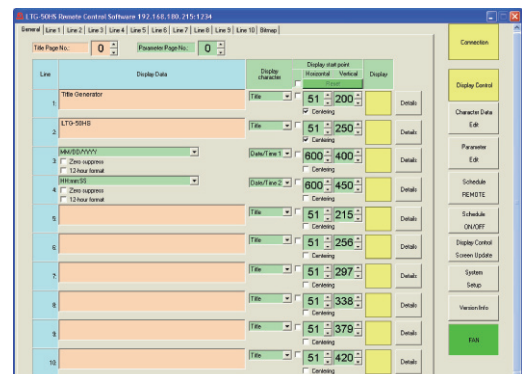 LTG-50HS Remote Control Software 192.168.180.215:1234
General Line 1 Line 2 Line 3 Line 4 Line 5 Line 6 Line 7 Line 8 Line 9 Line 10 Bitmap
Title Page No.: 0 Parameter Page No.: 0
Line Display Data Display character Display start point Horizontal Vertical Display
1: Title Generator Title 51 200 Centering Details
2: LTG-50HS Title 51 250 Centering Details
3: MM/DD/YYYY Zero suppress 12-hour format Date/Time 1 600 400 Centering Details
4: HH:mm:SS Zero suppress 12-hour format Date/Time 2 600 450 Centering Details
5: Title 51 215 Centering Details
6: Title 51 256 Centering Details
7: Title 51 297 Centering Details
8: Title 51 338 Centering Details
9: Title 51 379 Centering Details
10: Title 51 420 Centering Details
Connection
Display Control
Character Data
Edit
Parameter
Edit
Schedule
REMOTE
Schedule
ON/OFF
Display Control
Screen Update
System
Setup
Version Info.
FAN